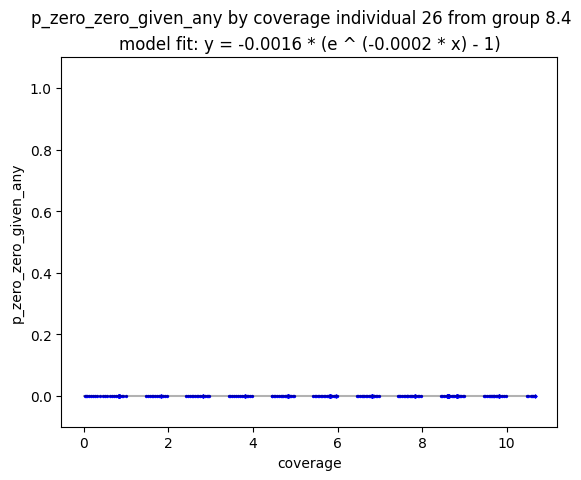 p_zero_zero_given_any by coverage individual 26 from group 8.4
model fit: y = -0.0016 * (e ^ (-0.0002 * x) - 1)
1.0
0.8
0.6
0.4
0.2
0.0
p_zero_zero_given_any
0 2 4 6 8 10
coverage